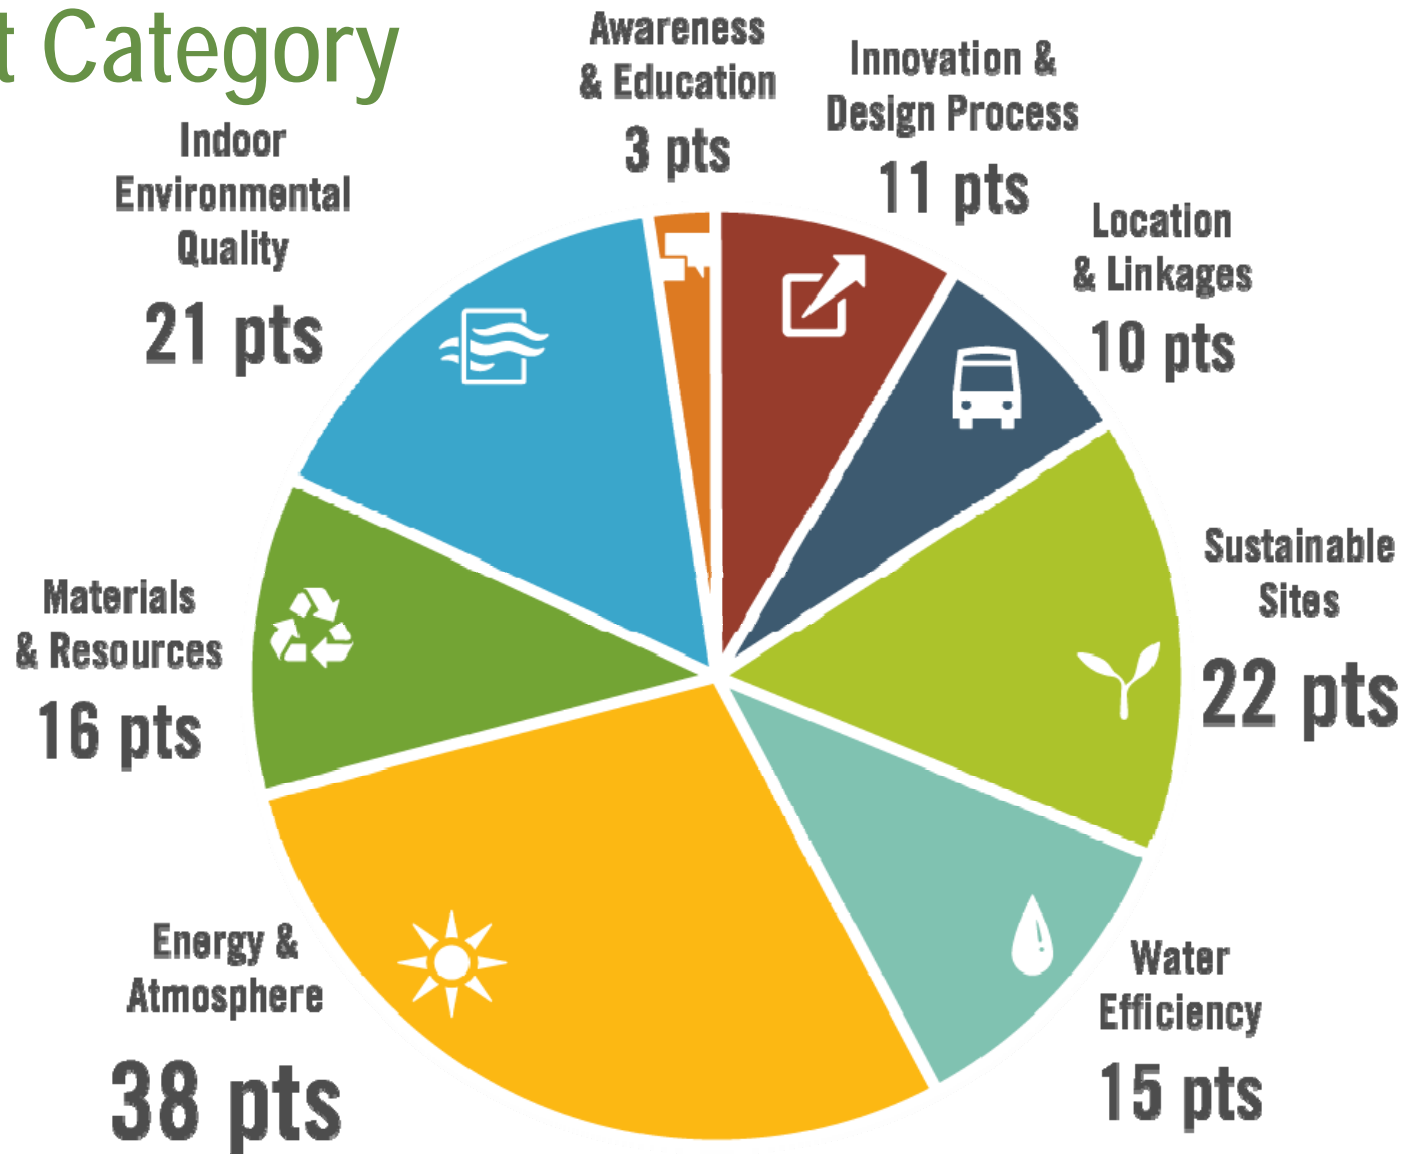 t Category
Awareness
& Education
3 pts
Innovation &
Design Process
11 pts
Location
& Linkages
10 pts
Sustainable
Sites
22 pts
Water
Efficiency
15 pts
Energy &
Atmosphere
38 pts
Materials
& Resources
16 pts
Indoor
Environmental
Quality
21 pts